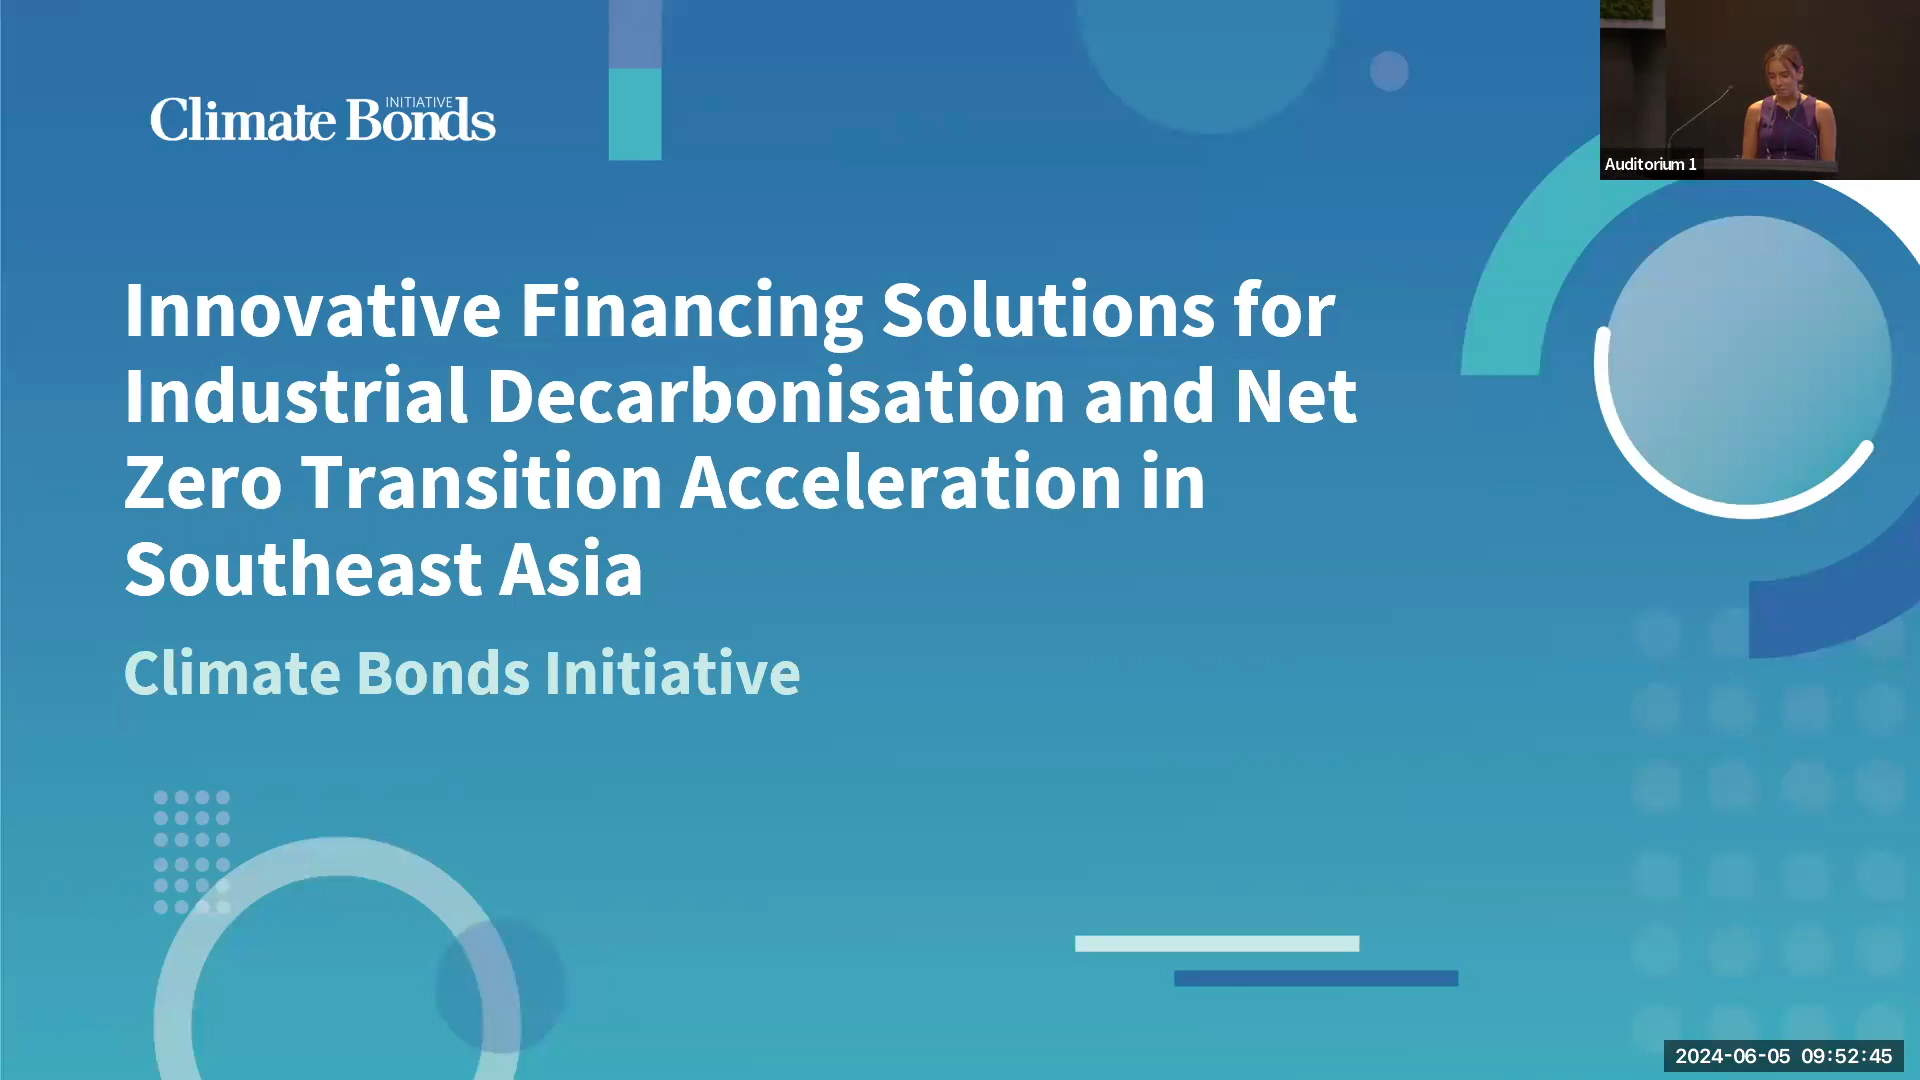 Climate Bonds
INITIATIVE
Auditorium 1
Innovative Financing Solutions for
Industrial Decarbonisation and Net
Zero Transition Acceleration in
Southeast Asia
Climate Bonds Initiative
2024-06-05 09:52:45